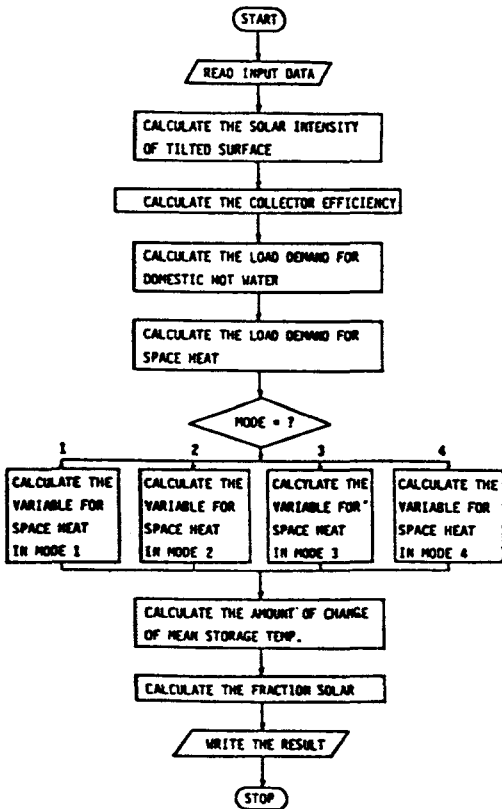 START
READ INPUT DATA
CALCULATE THE SOLAR INTENSITY
OF TILTED SURFACE
CALCULATE THE COLLECTOR EFFICIENCY
CALCULATE THE LOAD DEMAND FOR
DOMESTIC HOT WATER
CALCULATE THE LOAD DEMAND FOR
SPACE HEAT
MODE = ?
1
2
3
4
CALCULATE THE
VARIABLE FOR
SPACE HEAT
IN MODE 1
CALCULATE THE
VARIABLE FOR
SPACE HEAT
IN MODE 2
CALCYLATE THE
VARIABLE FOR
SPACE HEAT
IN MODE 3
CALCULATE THE
VARIABLE FOR
SPACE HEAT
IN MODE 4
CALCULATE THE AMOUNT OF CHANGE
OF MEAN STORAGE TEMP.
CALCULATE THE FRACTION SOLAR
WRITE THE RESULT
STOP